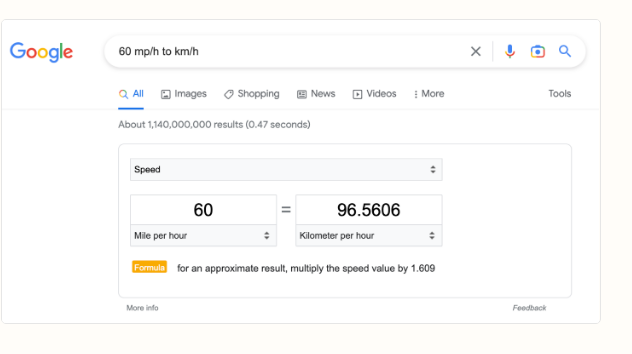 Google 60 mp/h to km/h
All Images Shopping News Videos More Tools
About 1,140,000,000 results (0.47 seconds)
Speed
60 = 96.5606
Mile per hour Kilometer per hour
Formula for an approximate result, multiply the speed value by 1.609
More info Feedback